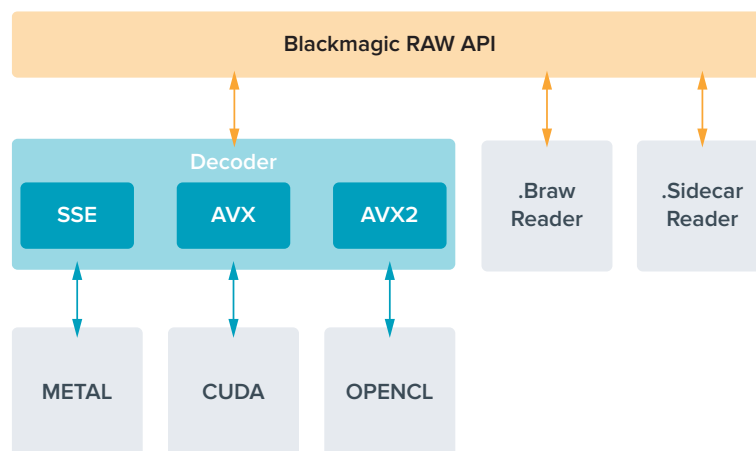 Blackmagic RAW API
Decoder
SSE
AVX
AVX2
.Braw
Reader
.Sidecar
Reader
METAL
CUDA
OPENCL